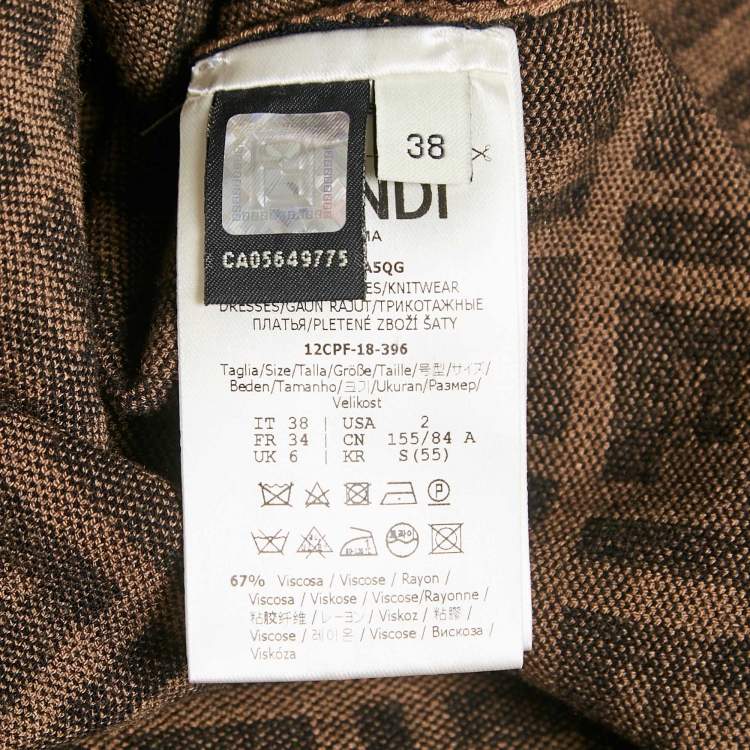 38
NDI
MA
CA05649775
A5QG
ES/KNITWEAR
DRESSES/GAUN RAJUT/ТРИКОТАЖНЫЕ
ПЛАТЬЯ/PLETENÉ ZBOŽÍ ŠATY
12CPF-18-396
Taglia/Size/Talla/Größe/Taille/号型/サイズ/
Beden/Tamanho/크기/Ukuran/Размер/
Velikost
IT 38 | USA 2
FR 34 | CN 155/84 A
UK 6 | KR S(55)
P
드라이
67% Viscosa / Viscose / Rayon /
Viscosa / Viskose / Viscose/Rayonne /
粘胶纤维 / レーヨン / Viskoz / 粘膠 /
Viscose / 레이온 / Viscose / Вискоза /
Viskóza